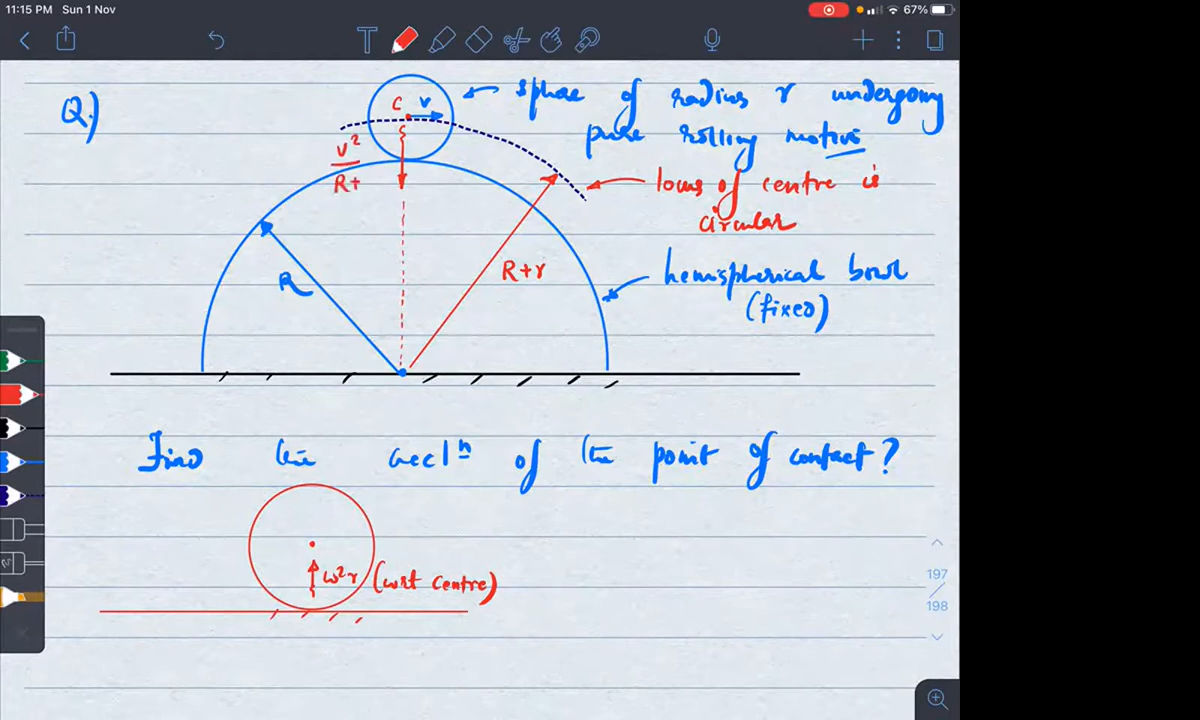 11:15 PM Sun 1 Nov
67%
T
Q.)
C
v
sphere of radius r undergoing
pure rolling motion
v²
R+
locus of centre is
circular
R
R+r
hemispherical bowl
(fixed)
Find the accln of the point of contact?
ω²r (wrt centre)
197
198